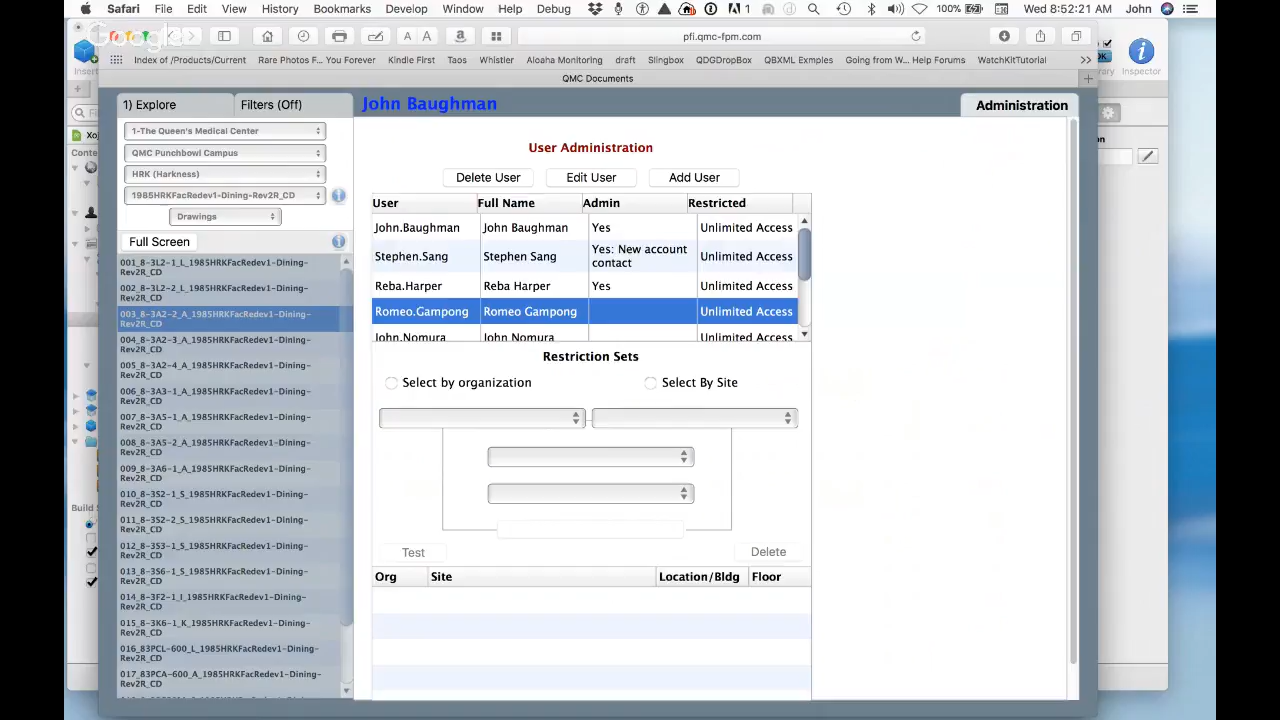 Safari File Edit View History Bookmarks Develop Window Help Debug 1 100% Wed 8:52:21 AM John
Google
pfi.qmc-fpm.com
Insert
Inspector
Index of /Products/Current Rare Photos F... You Forever Kindle First Taos Whistler Aloaha Monitoring draft Slingbox QDGDropBox QBXML Exmples Going from W... Help Forums WatchKitTutorial
QMC Documents
1) Explore Filters (Off) John Baughman Administration
1-The Queen's Medical Center
QMC Punchbowl Campus
HRK (Harkness)
1985HRKFacRedev1-Dining-Rev2R_CD
Drawings
Full Screen
001_8-3L2-1_L_1985HRKFacRedev1-Dining-
Rev2R_CD
002_8-3L2-2_L_1985HRKFacRedev1-Dining-
Rev2R_CD
003_8-3A2-2_A_1985HRKFacRedev1-Dining-
Rev2R_CD
004_8-3A2-3_A_1985HRKFacRedev1-Dining-
Rev2R_CD
005_8-3A2-4_A_1985HRKFacRedev1-Dining-
Rev2R_CD
006_8-3A3-1_A_1985HRKFacRedev1-Dining-
Rev2R_CD
007_8-3A5-1_A_1985HRKFacRedev1-Dining-
Rev2R_CD
008_8-3A5-2_A_1985HRKFacRedev1-Dining-
Rev2R_CD
009_8-3A6-1_A_1985HRKFacRedev1-Dining-
Rev2R_CD
010_8-3S2-1_S_1985HRKFacRedev1-Dining-
Rev2R_CD
011_8-3S2-2_S_1985HRKFacRedev1-Dining-
Rev2R_CD
012_8-3S3-1_S_1985HRKFacRedev1-Dining-
Rev2R_CD
013_8-3S6-1_S_1985HRKFacRedev1-Dining-
Rev2R_CD
014_8-3F2-1_I_1985HRKFacRedev1-Dining-
Rev2R_CD
015_8-3K6-1_K_1985HRKFacRedev1-Dining-
Rev2R_CD
016_83PCL-600_L_1985HRKFacRedev1-Dining-
Rev2R_CD
017_83PCA-600_A_1985HRKFacRedev1-Dining-
Rev2R_CD
User Administration
Delete User Edit User Add User
User Full Name Admin Restricted
John.Baughman John Baughman Yes Unlimited Access
Stephen.Sang Stephen Sang Yes: New account contact Unlimited Access
Reba.Harper Reba Harper Yes Unlimited Access
Romeo.Gampong Romeo Gampong Unlimited Access
John.Nomura John Nomura Unlimited Access
Restriction Sets
Select by organization Select By Site
Test Delete
Org Site Location/Bldg Floor